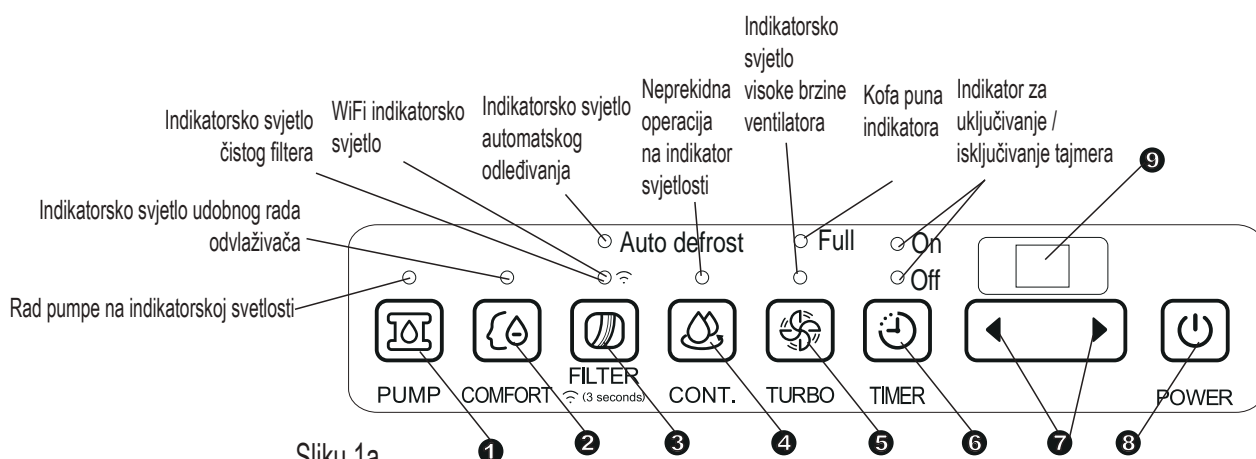 Indikatorsko svjetlo
čistog filtera
WiFi indikatorsko
svjetlo
Indikatorsko svjetlo
automatskog
odleđivanja
Neprekidna
operacija
na indikator
svjetlosti
Indikatorsko
svjetlo
visoke brzine
ventilatora
Kofa puna
indikatora
Indikator za
uključivanje /
isključivanje tajmera
9
Indikatorsko svjetlo udobnog rada
odvlaživača
Rad pumpe na indikatorskoj svetlosti
Auto defrost
Full
On
Off
PUMP
COMFORT
FILTER
(3 seconds)
CONT.
TURBO
TIMER
POWER
1
2
3
4
5
6
7
8
Sliku 1a